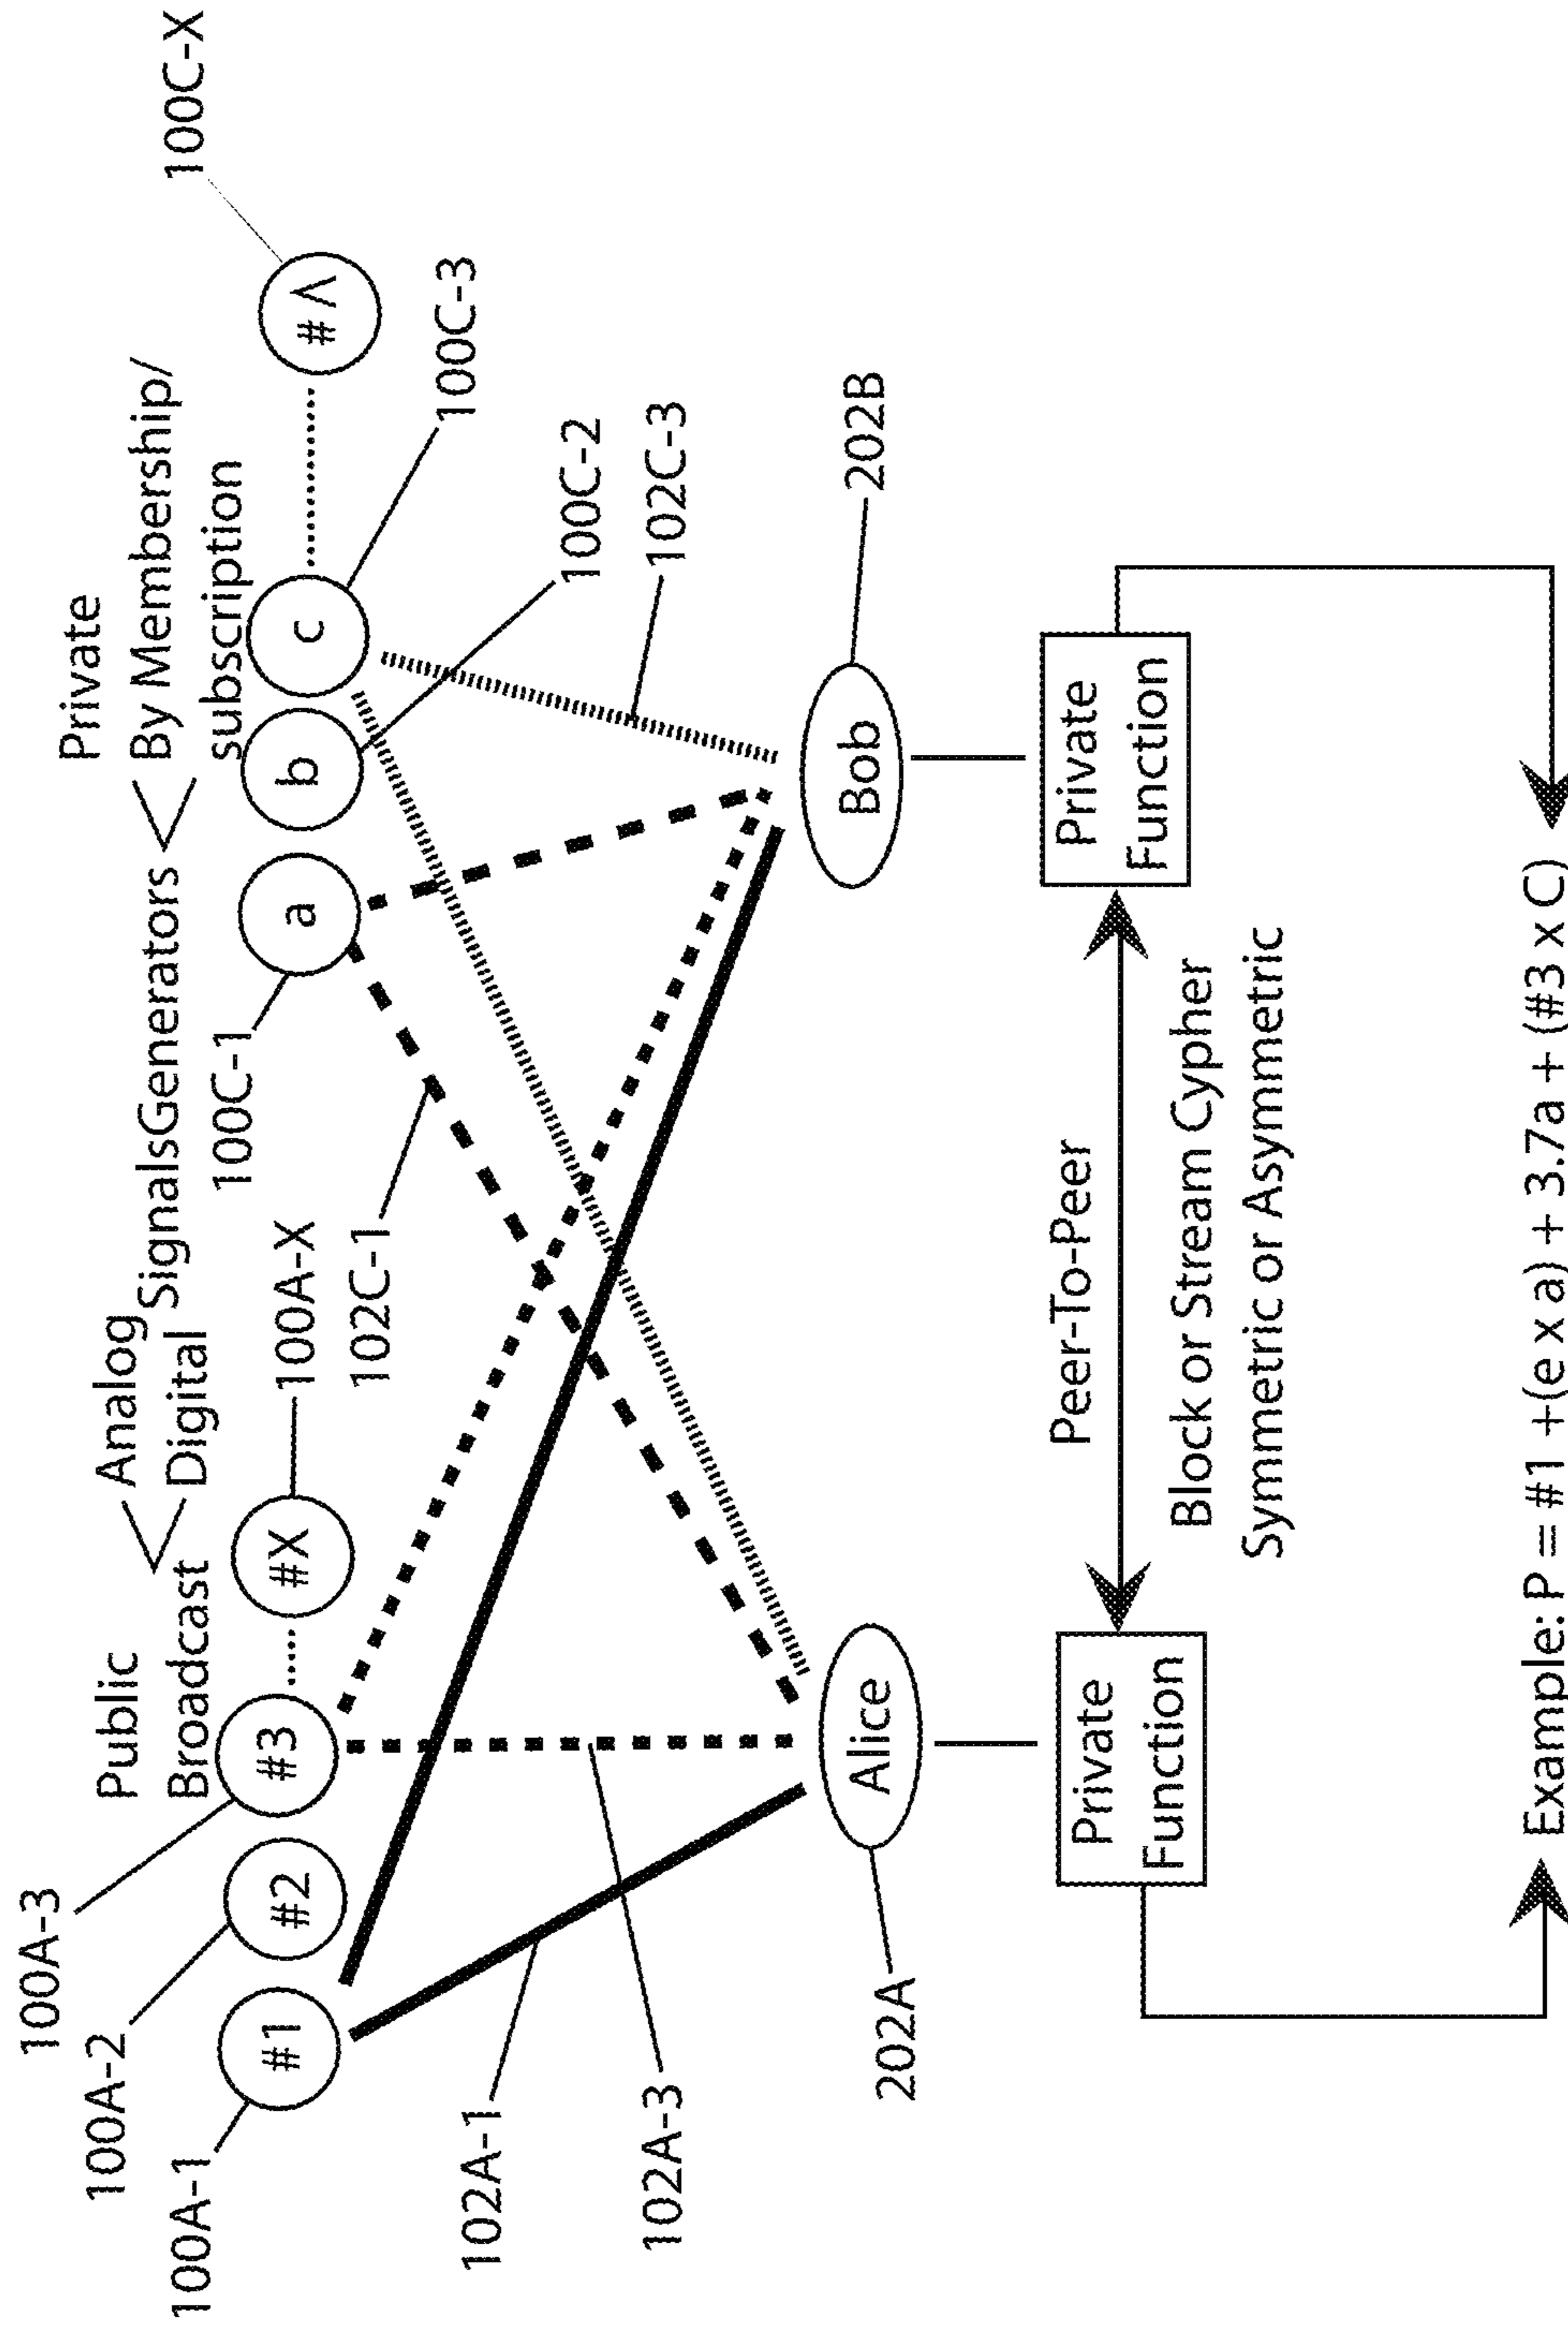 100A-3
100A-2
100A-1
Public
Broadcast
Analog
Digital
SignalsGenerators
Private
By Membership/
subscription
100C-X
#1
#2
#3
#X
100A-X
100C-1
a
b
c
#Λ
100C-3
100C-2
102C-3
102C-1
102A-1
102A-3
202A
Alice
Bob
202B
Private
Function
Peer-To-Peer
Private
Function
Block or Stream Cypher
Symmetric or Asymmetric
Example: P = #1 +(e x a) + 3.7a + (#3 x C)